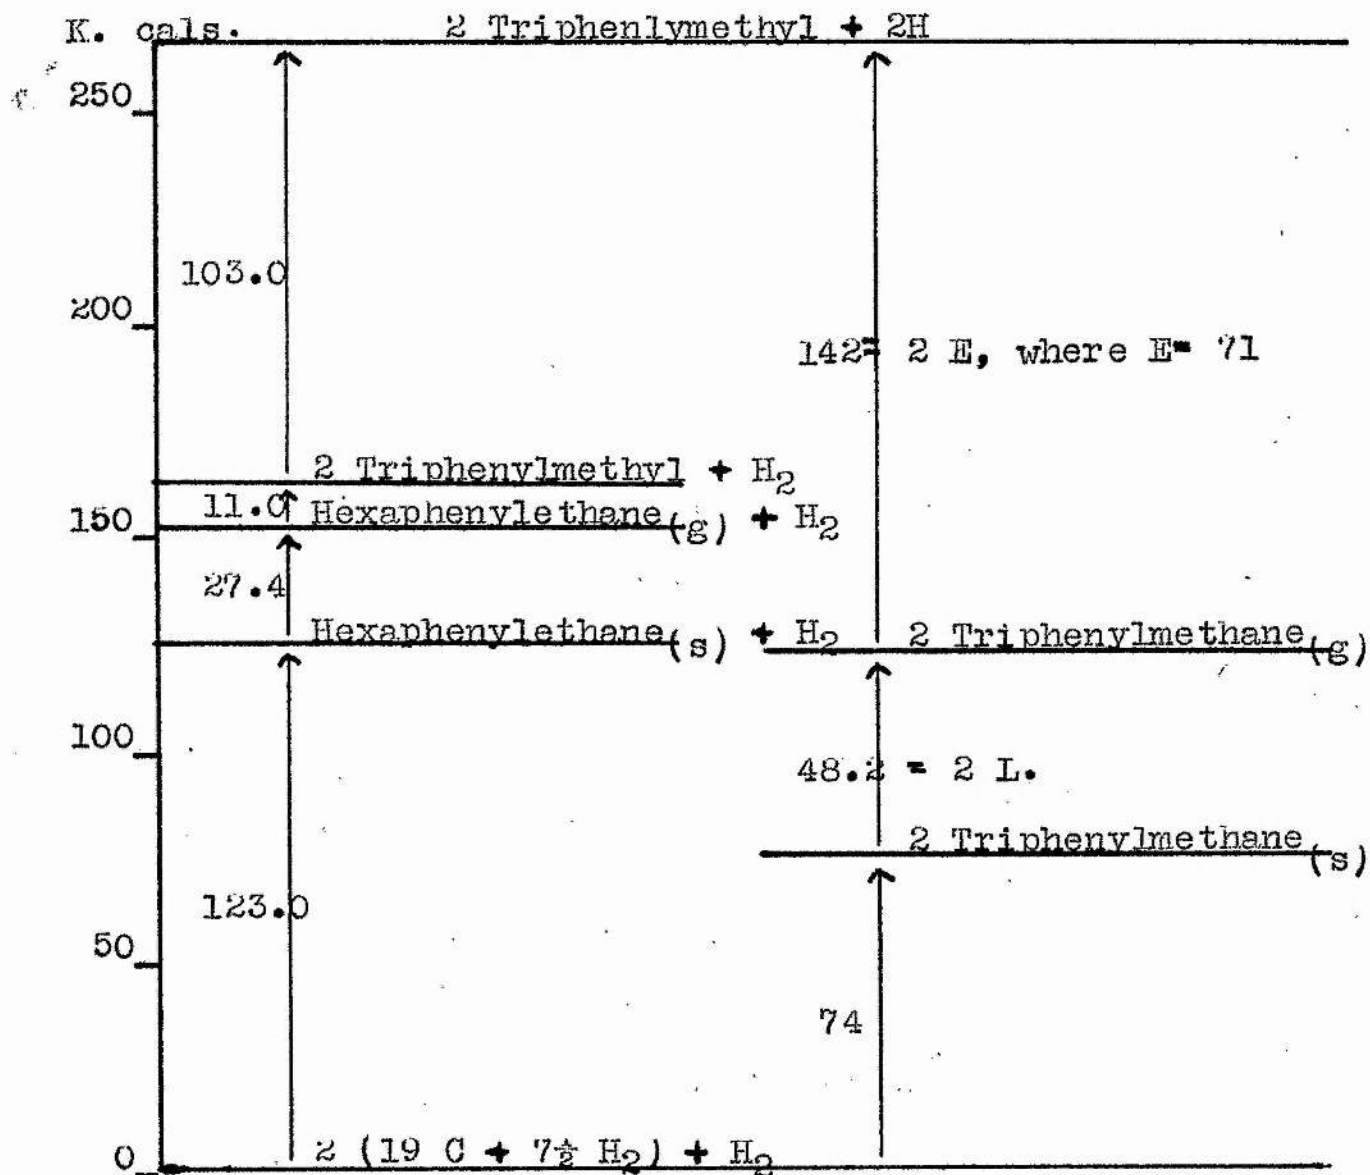 K. cals. 2 Triphenlymethyl + 2H
250
103.0
200
142= 2 E, where E= 71
2 Triphenylmethyl + H2
11.0 Hexaphenylethane(g) + H2
150
27.4
Hexaphenylethane(s) + H2 2 Triphenylmethane(g)
100
48.2 = 2 L.
2 Triphenylmethane(s)
123.0
50
74
0 2 (19 C + 7½ H2) + H2